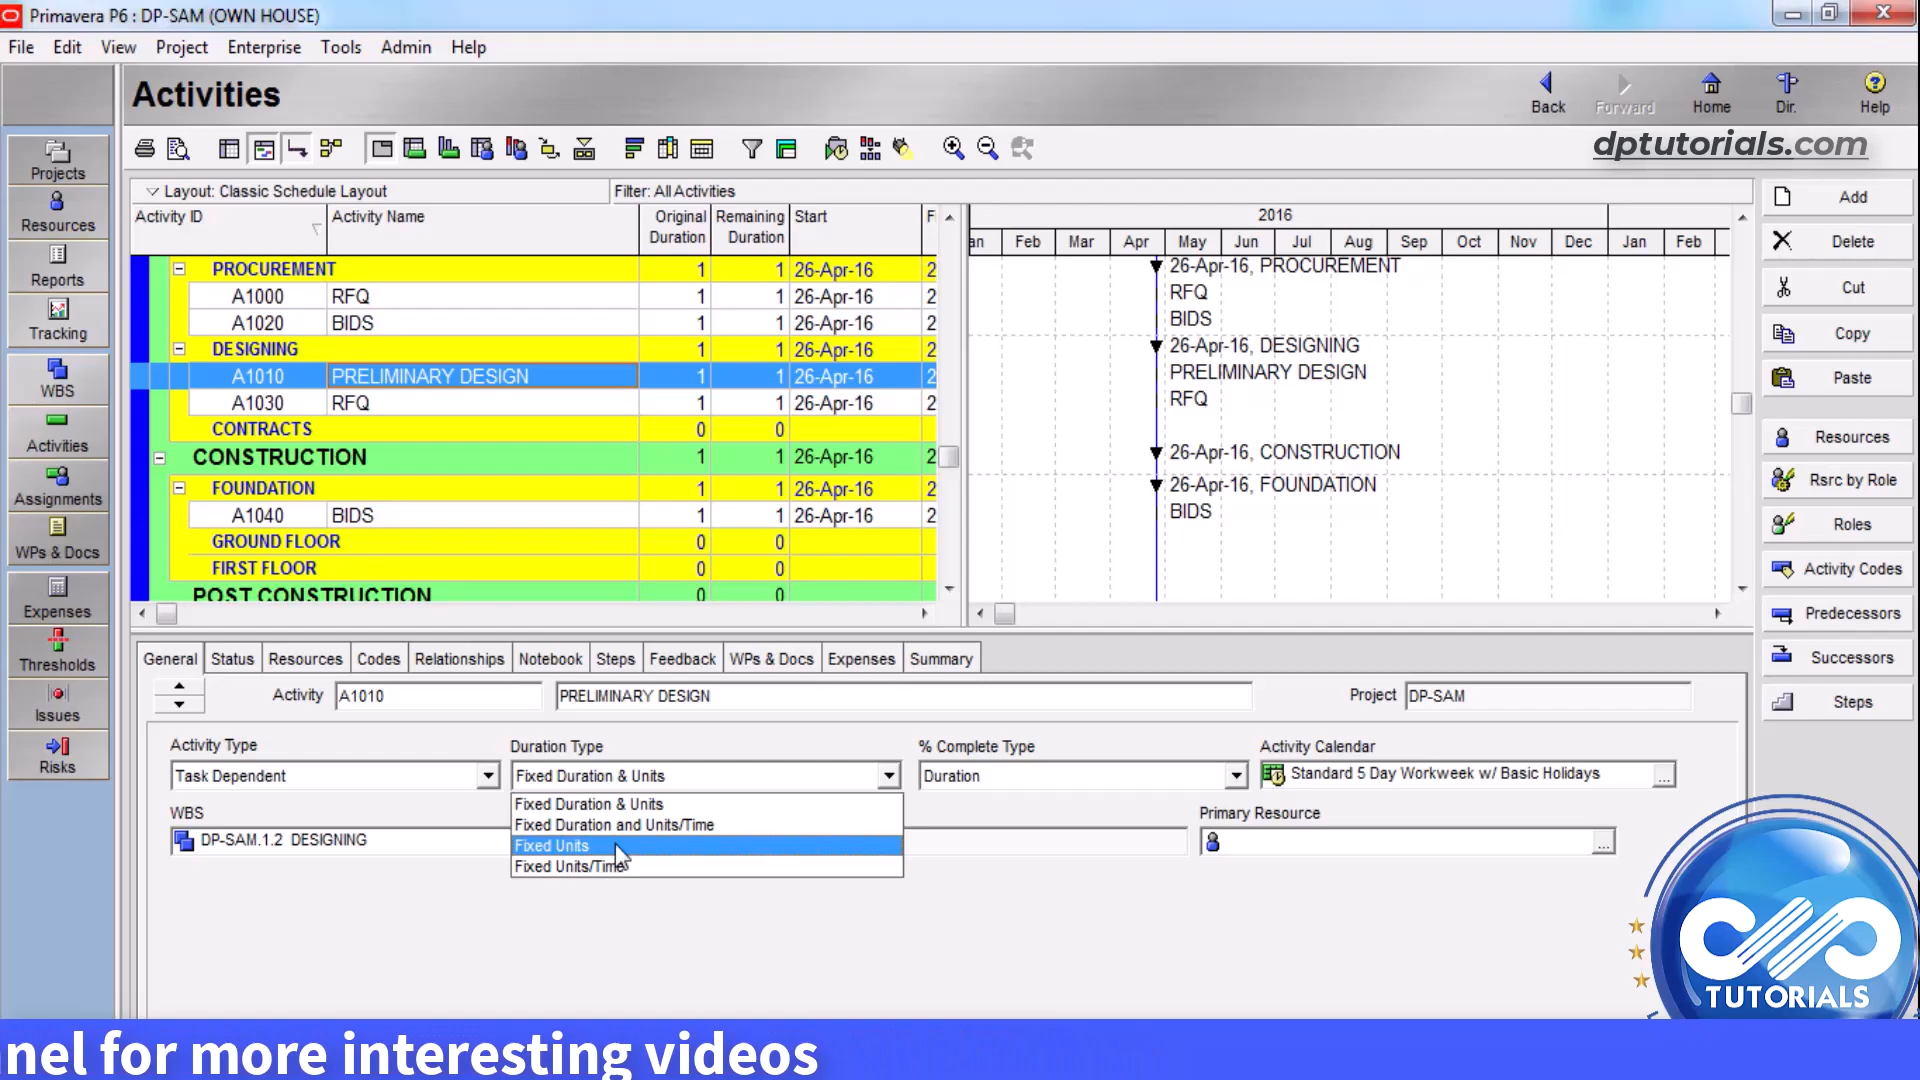 Primavera P6 : DP-SAM (OWN HOUSE)
File Edit View Project Enterprise Tools Admin Help
Activities
Back Forward Home Dir. Help
dptutorials.com
Projects
Resources
Reports
Tracking
WBS
Activities
Assignments
WPs & Docs
Expenses
Thresholds
Issues
Risks
Layout: Classic Schedule Layout Filter: All Activities
Activity ID Activity Name Original Duration Remaining Duration Start F
PROCUREMENT 1 1 26-Apr-16 2
A1000 RFQ 1 1 26-Apr-16 2
A1020 BIDS 1 1 26-Apr-16 2
DESIGNING 1 1 26-Apr-16 2
A1010 PRELIMINARY DESIGN 1 1 26-Apr-16 2
A1030 RFQ 1 1 26-Apr-16 2
CONTRACTS 0 0
CONSTRUCTION 1 1 26-Apr-16 2
FOUNDATION 1 1 26-Apr-16 2
A1040 BIDS 1 1 26-Apr-16 2
GROUND FLOOR 0 0
FIRST FLOOR 0 0
POST CONSTRUCTION 0 0
2016
an Feb Mar Apr May Jun Jul Aug Sep Oct Nov Dec Jan Feb
26-Apr-16, PROCUREMENT
RFQ
BIDS
26-Apr-16, DESIGNING
PRELIMINARY DESIGN
RFQ
26-Apr-16, CONSTRUCTION
26-Apr-16, FOUNDATION
BIDS
Add
Delete
Cut
Copy
Paste
Resources
Rsrc by Role
Roles
Activity Codes
Predecessors
Successors
Steps
General Status Resources Codes Relationships Notebook Steps Feedback WPs & Docs Expenses Summary
Activity A1010 PRELIMINARY DESIGN Project DP-SAM
Activity Type Duration Type % Complete Type Activity Calendar
Task Dependent Fixed Duration & Units Duration Standard 5 Day Workweek w/ Basic Holidays ...
Fixed Duration & Units
Fixed Duration and Units/Time
Fixed Units
Fixed Units/Time
WBS Primary Resource
DP-SAM.1.2 DESIGNING ...
TUTORIALS
nel for more interesting videos